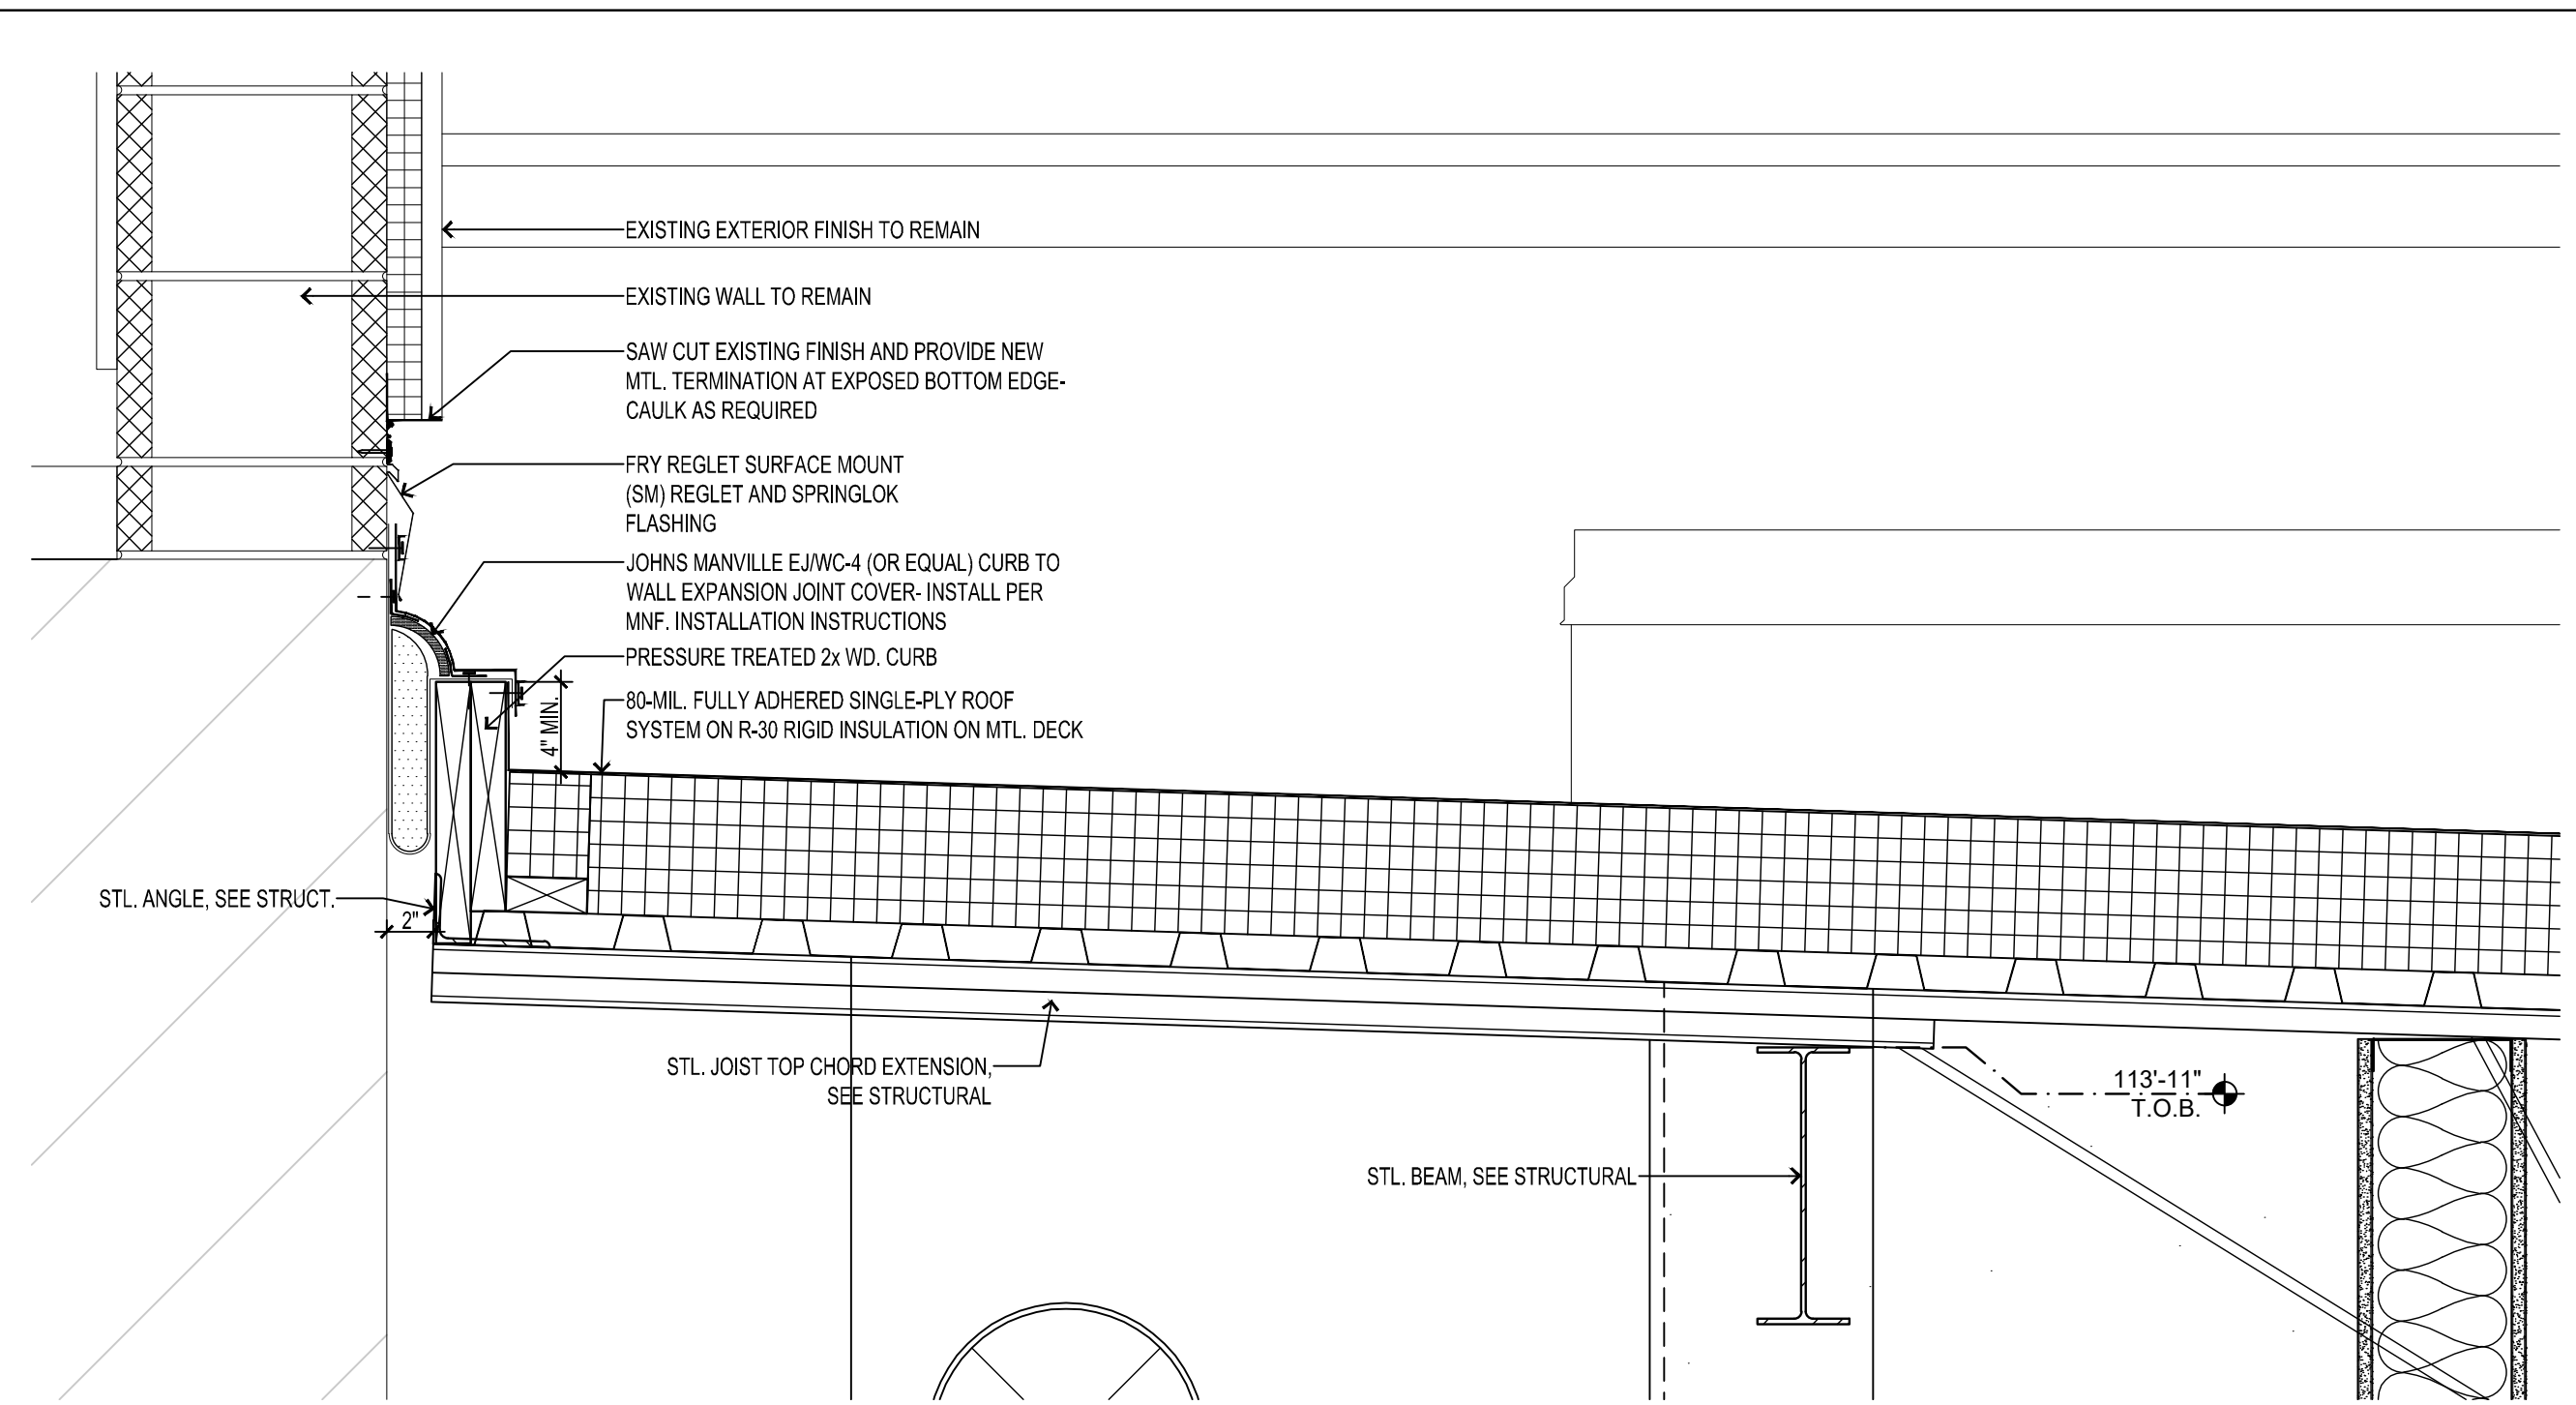 EXISTING EXTERIOR FINISH TO REMAIN
EXISTING WALL TO REMAIN
SAW CUT EXISTING FINISH AND PROVIDE NEW
MTL. TERMINATION AT EXPOSED BOTTOM EDGE-
CAULK AS REQUIRED
FRY REGLET SURFACE MOUNT
(SM) REGLET AND SPRINGLOK
FLASHING
JOHNS MANVILLE EJ/WC-4 (OR EQUAL) CURB TO
WALL EXPANSION JOINT COVER- INSTALL PER
MNF. INSTALLATION INSTRUCTIONS
PRESSURE TREATED 2x WD. CURB
80-MIL. FULLY ADHERED SINGLE-PLY ROOF
SYSTEM ON R-30 RIGID INSULATION ON MTL. DECK
4" MIN.
STL. ANGLE, SEE STRUCT.
2"
STL. JOIST TOP CHORD EXTENSION,
SEE STRUCTURAL
113'-11"
T.O.B.
STL. BEAM, SEE STRUCTURAL